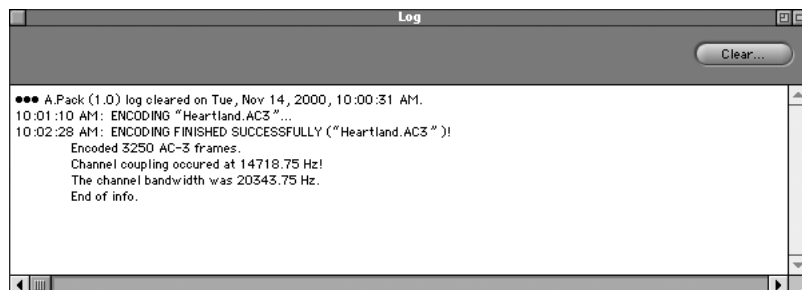 Log
Clear...
●●● A.Pack (1.0) log cleared on Tue, Nov 14, 2000, 10:00:31 AM.
10:01:10 AM: ENCODING “Heartland.AC3”...
10:02:28 AM: ENCODING FINISHED SUCCESSFULLY (“Heartland.AC3”)!
Encoded 3250 AC-3 frames.
Channel coupling occured at 14718.75 Hz!
The channel bandwidth was 20343.75 Hz.
End of info.